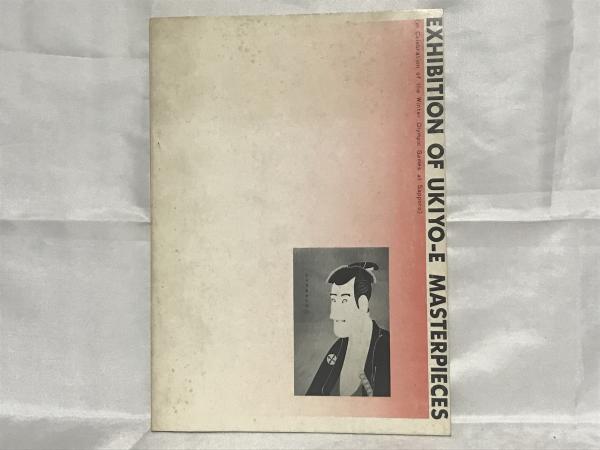 EXHIBITION OF UKIYO-E MASTERPIECES
(in Celebration of the Winter Olympic Games at Sapporo)